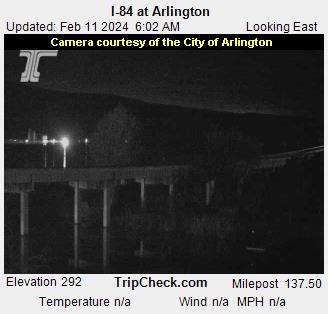 I-84 at Arlington
Updated: Feb 11 2024 6:02 AM Looking East
Camera courtesy of the City of Arlington
Elevation 292 TripCheck.com Milepost 137.50
Temperature n/a Wind n/a MPH n/a